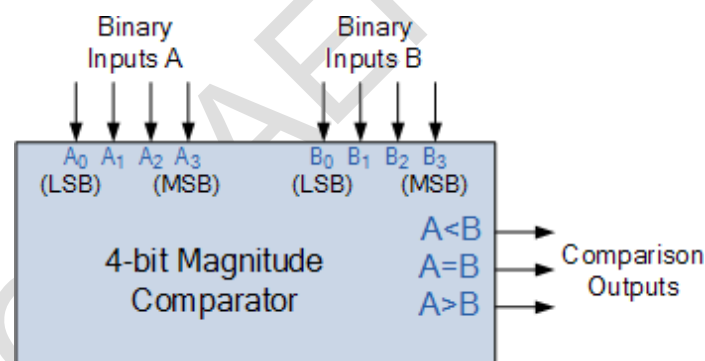 Binary Inputs A
Binary Inputs B
A0 A1 A2 A3
B0 B1 B2 B3
(LSB) (MSB)
(LSB) (MSB)
4-bit Magnitude Comparator
A<B
A=B
A>B
Comparison Outputs